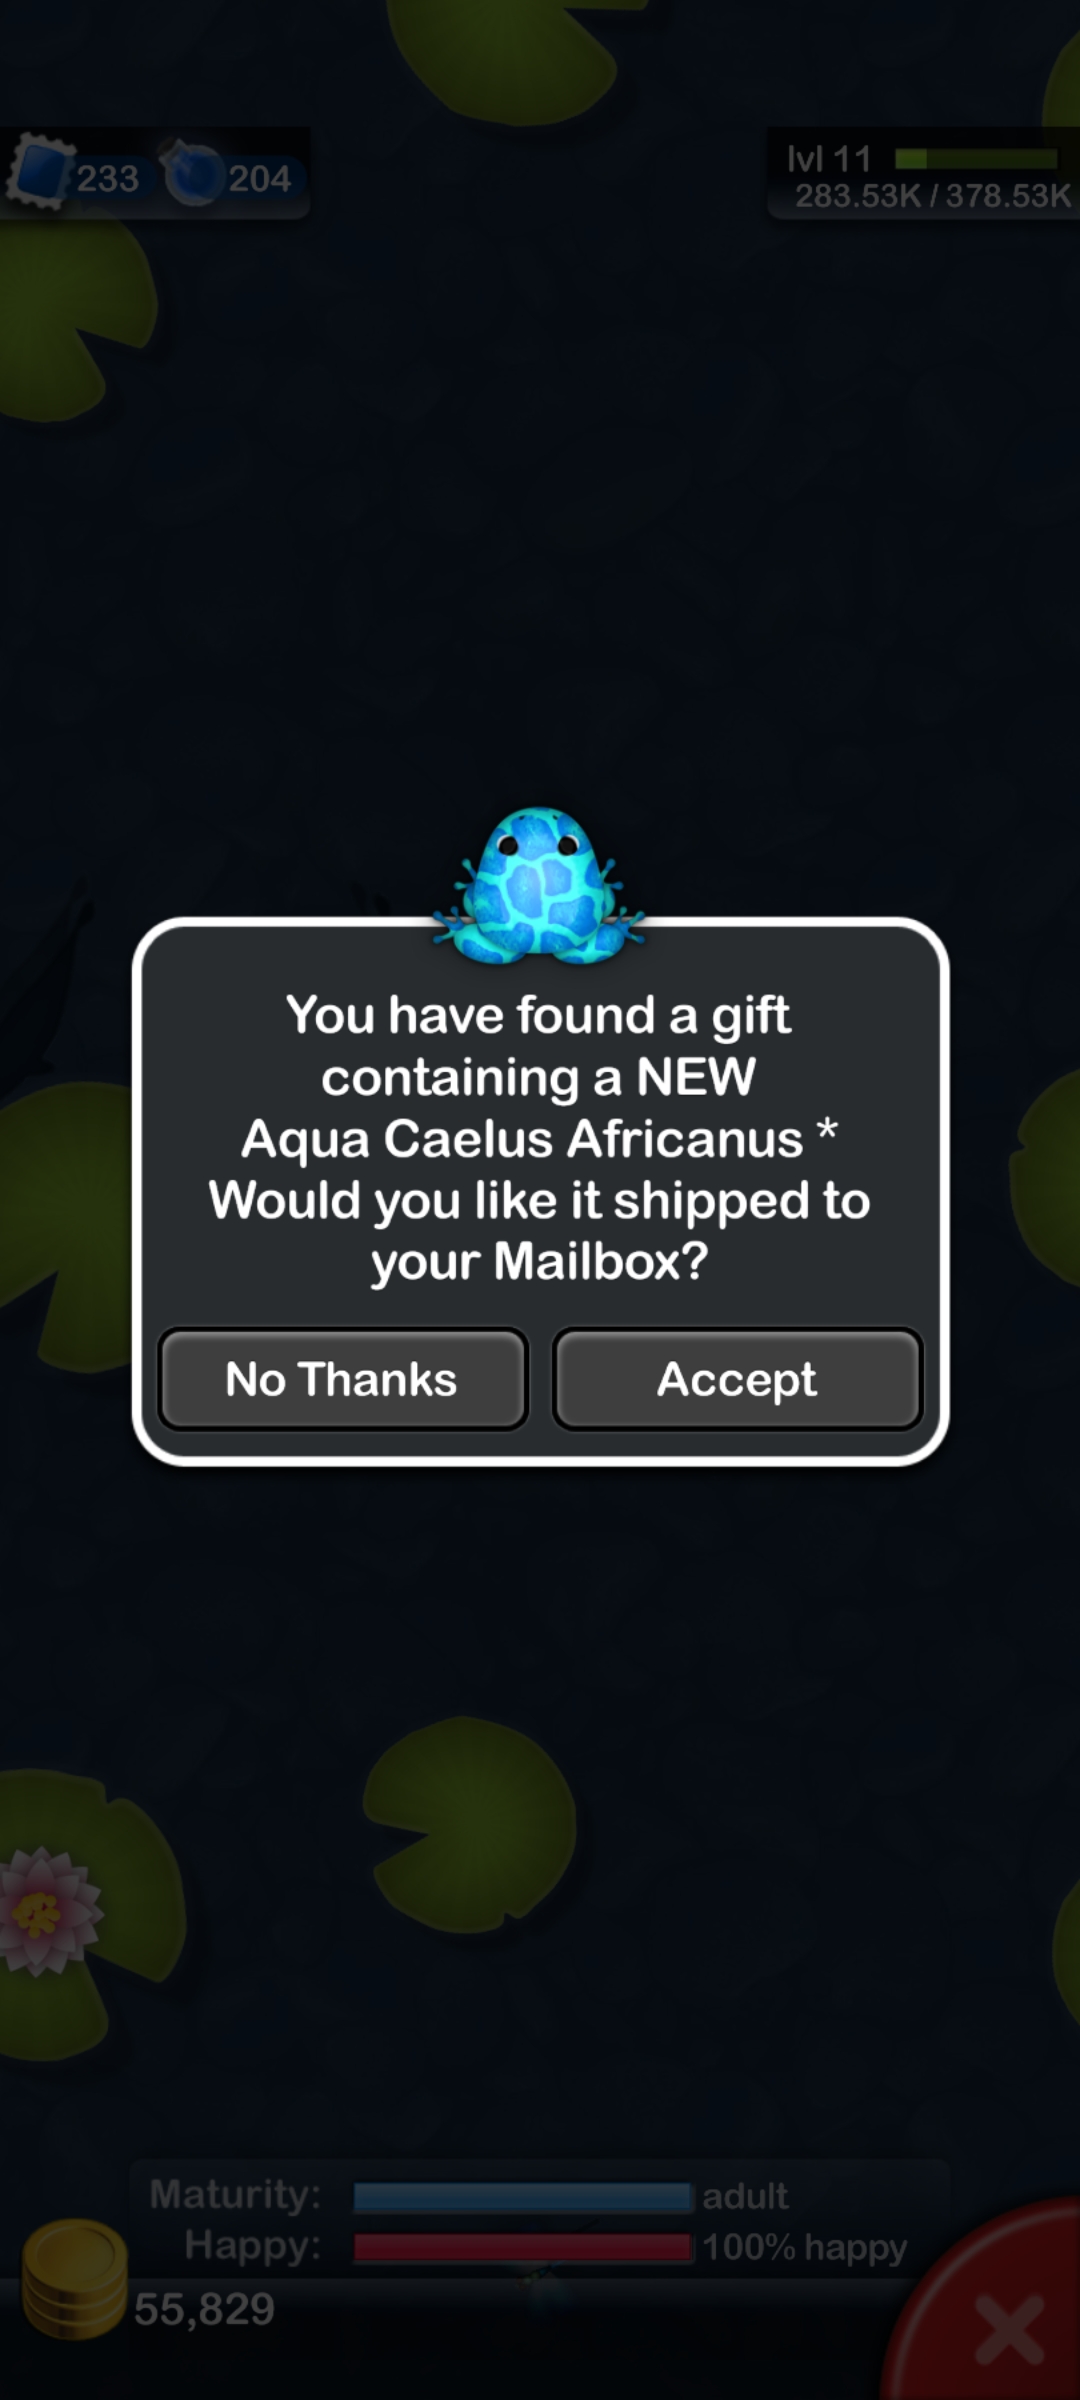 233 204
lvl 11
283.53K / 378.53K
You have found a gift
containing a NEW
Aqua Caelus Africanus *
Would you like it shipped to
your Mailbox?
No Thanks Accept
Maturity: adult
Happy: 100% happy
55,829